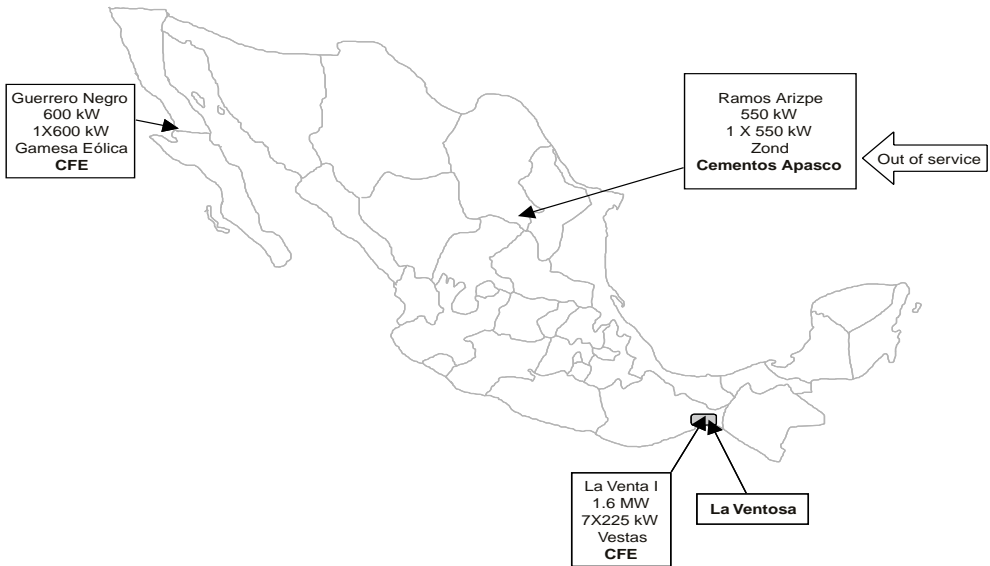 Guerrero Negro
600 kW
1X600 kW
Gamesa Eólica
CFE
Ramos Arizpe
550 kW
1 X 550 kW
Zond
Cementos Apasco
Out of service
La Venta I
1.6 MW
7X225 kW
Vestas
CFE
La Ventosa